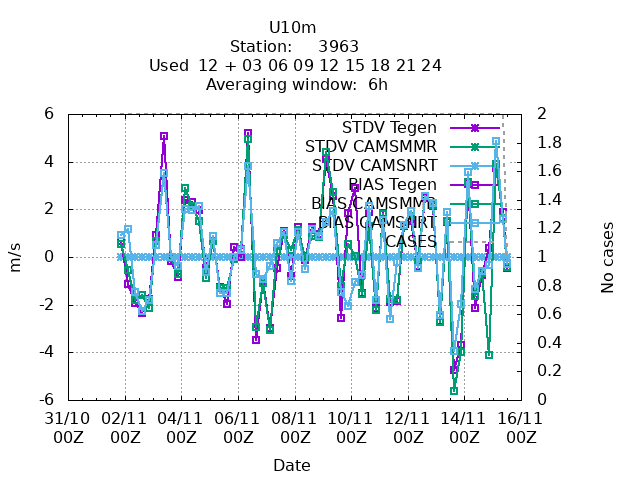 U10m
Station: 3963
Used 12 + 03 06 09 12 15 18 21 24
Averaging window: 6h
6 2
STDV Tegen
1.8
STDV CAMSMMR
4 1.6
STDV CAMSNRT
BIAS Tegen
1.4
2 BIAS CAMSMMR
1.2
BIAS CAMSNRT
CASES
m/s 0 1 No cases
0.8
-2 0.6
0.4
-4
0.2
-6 0
31/10 02/11 04/11 06/11 08/11 10/11 12/11 14/11 16/11
00Z 00Z 00Z 00Z 00Z 00Z 00Z 00Z 00Z
Date